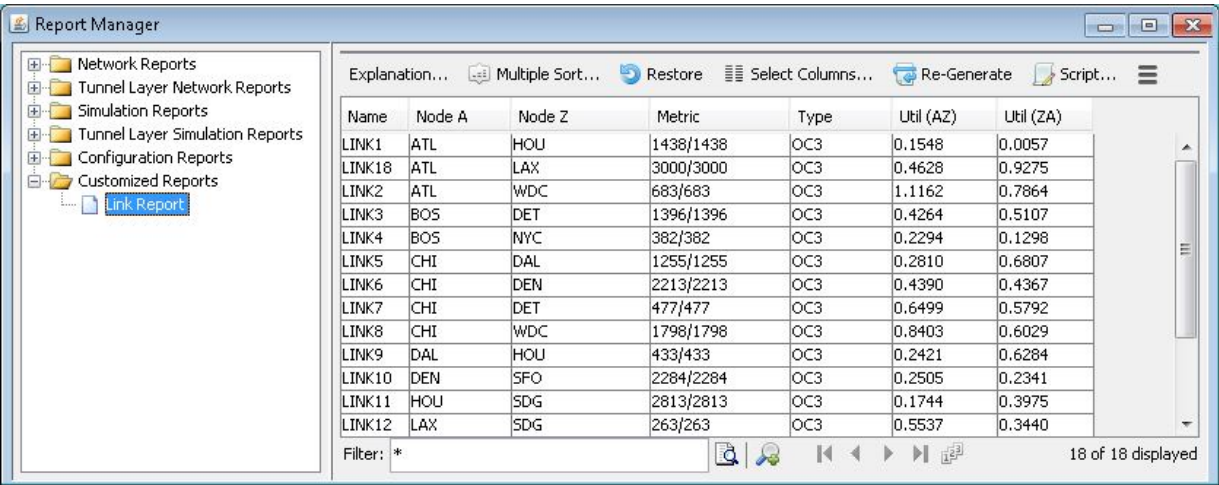 Report Manager
Network Reports
Tunnel Layer Network Reports
Simulation Reports
Tunnel Layer Simulation Reports
Configuration Reports
Customized Reports
Link Report
Explanation... Multiple Sort... Restore Select Columns... Re-Generate Script...
Name Node A Node Z Metric Type Util (AZ) Util (ZA)
LINK1 ATL HOU 1438/1438 OC3 0.1548 0.0057
LINK18 ATL LAX 3000/3000 OC3 0.4628 0.9275
LINK2 ATL WDC 683/683 OC3 1.1162 0.7864
LINK3 BOS DET 1396/1396 OC3 0.4264 0.5107
LINK4 BOS NYC 382/382 OC3 0.2294 0.1298
LINK5 CHI DAL 1255/1255 OC3 0.2810 0.6807
LINK6 CHI DEN 2213/2213 OC3 0.4390 0.4367
LINK7 CHI DET 477/477 OC3 0.6499 0.5792
LINK8 CHI WDC 1798/1798 OC3 0.8403 0.6029
LINK9 DAL HOU 433/433 OC3 0.2421 0.6284
LINK10 DEN SFO 2284/2284 OC3 0.2505 0.2341
LINK11 HOU SDG 2813/2813 OC3 0.1744 0.3975
LINK12 LAX SDG 263/263 OC3 0.5537 0.3440
Filter: * 18 of 18 displayed